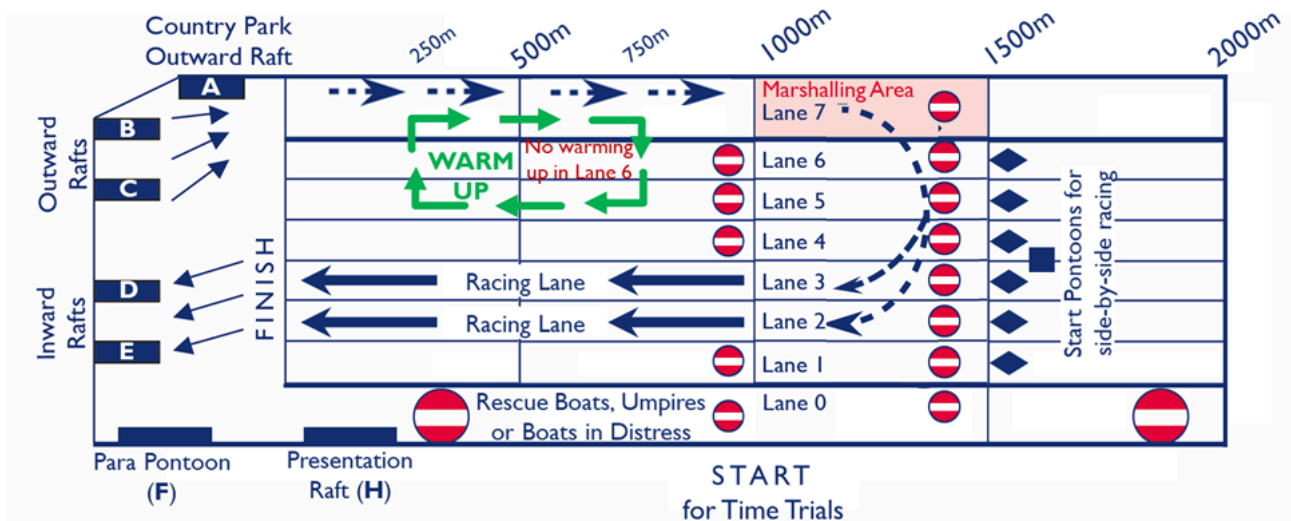 Country Park
Outward Raft
250m
500m
750m
1000m
1500m
2000m
A
B
C
D
E
Outward
Rafts
Inward
Rafts
FINISH
WARM
UP
No warming
up in Lane 6
Marshalling Area
Lane 7
Lane 6
Lane 5
Lane 4
Racing Lane
Lane 3
Racing Lane
Lane 2
Lane 1
Lane 0
Rescue Boats, Umpires
or Boats in Distress
Start Pontoons for
side-by-side racing
Para Pontoon
(F)
Presentation
Raft (H)
START
for Time Trials